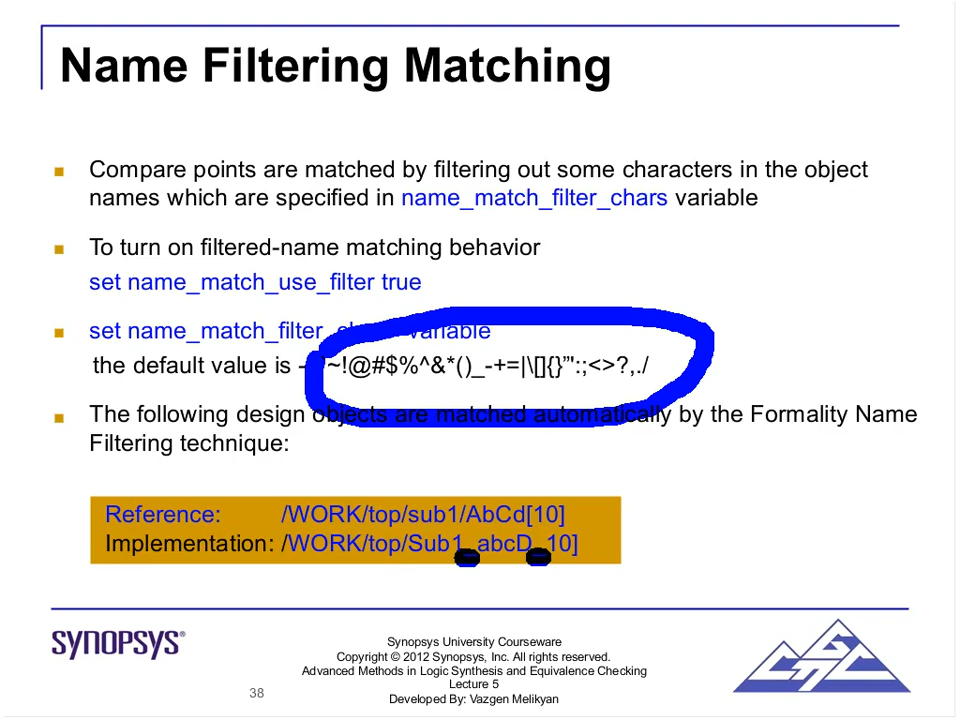 Name Filtering Matching
Compare points are matched by filtering out some characters in the object
names which are specified in name_match_filter_chars variable
To turn on filtered-name matching behavior
set name_match_use_filter true
set name_match_filter variable
the default value is ~!@#$%^&*()_-+=|\[]{}”':;<>?,./
The following design objects are matched automatically by the Formality Name
Filtering technique:
Reference: /WORK/top/sub1/AbCd[10]
Implementation: /WORK/top/Sub1_abcD_10]
SYNOPSYS®
Synopsys University Courseware
Copyright © 2012 Synopsys, Inc. All rights reserved.
Advanced Methods in Logic Synthesis and Equivalence Checking
Lecture 5
38
Developed By: Vazgen Melikyan